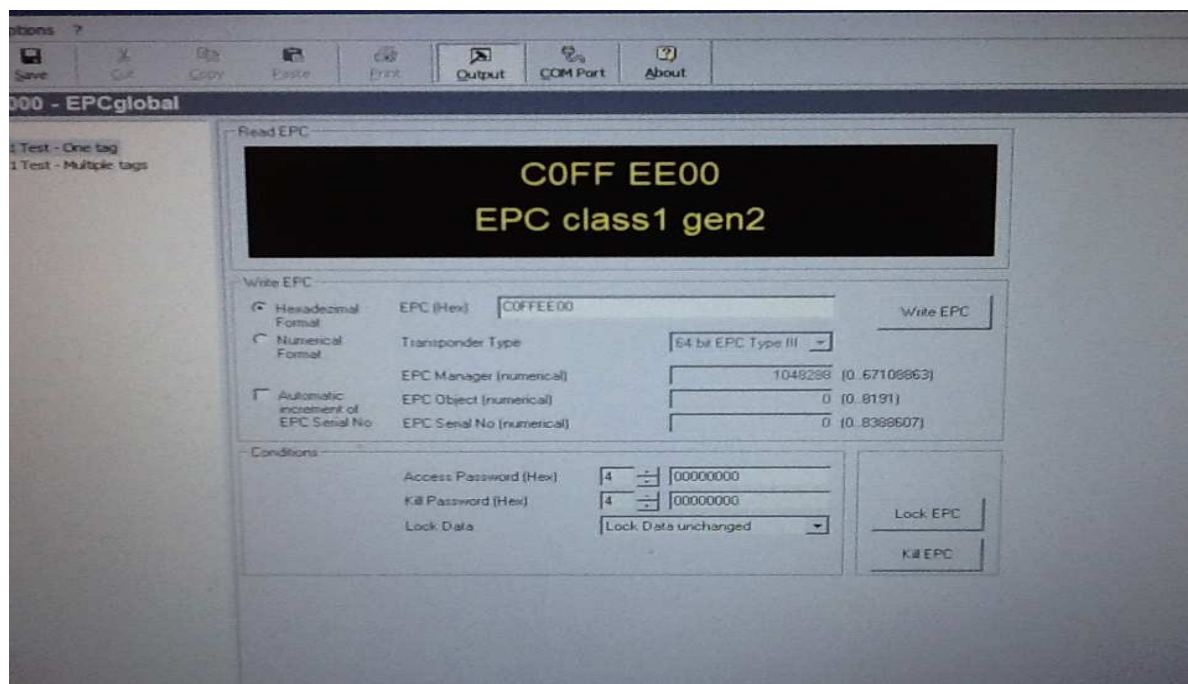 ptions ?
Save Cut Copy Paste Print Output COM Port About
000 - EPCglobal
1 Test - One tag
1 Test - Multiple tags
Read EPC
C0FF EE00
EPC class1 gen2
Write EPC
Hexadecimal
Format
EPC (Hex) C0FFEE00
Write EPC
Numerical
Format
Transponder Type 64 bit EPC Type III
EPC Manager (numerical) 1048288 (0..67108863)
Automatic
increment of
EPC Serial No
EPC Object (numerical) 0 (0..8191)
EPC Serial No (numerical) 0 (0..8388607)
Conditions
Access Password (Hex) 4 00000000
Kill Password (Hex) 4 00000000
Lock Data Lock Data unchanged
Lock EPC
Kill EPC